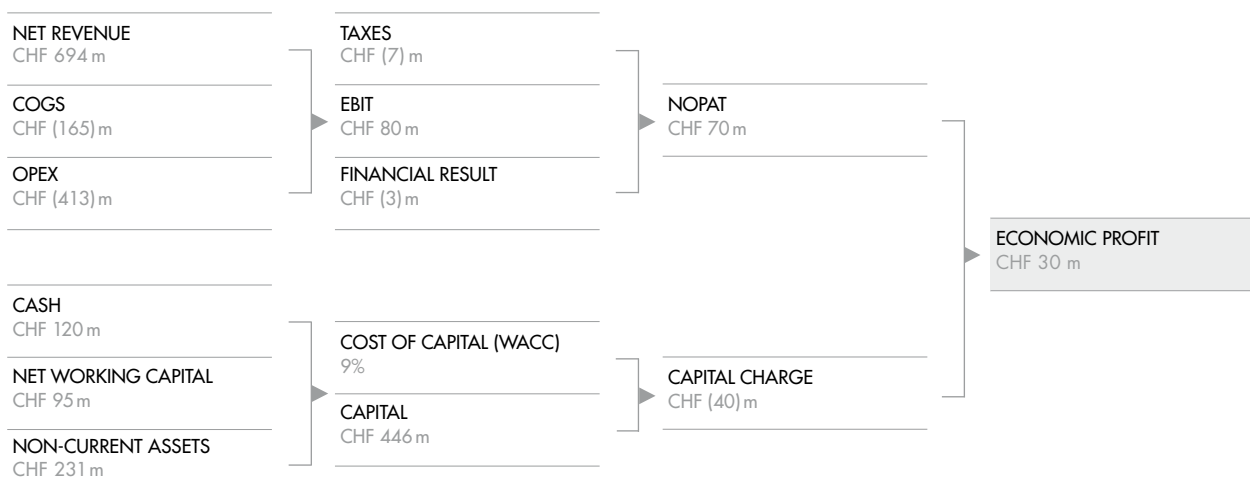 NET REVENUE
CHF 694 m
COGS
CHF (165) m
OPEX
CHF (413) m
CASH
CHF 120 m
NET WORKING CAPITAL
CHF 95 m
NON-CURRENT ASSETS
CHF 231 m
TAXES
CHF (7) m
EBIT
CHF 80 m
FINANCIAL RESULT
CHF (3) m
COST OF CAPITAL (WACC)
9%
CAPITAL
CHF 446 m
NOPAT
CHF 70 m
CAPITAL CHARGE
CHF (40) m
ECONOMIC PROFIT
CHF 30 m